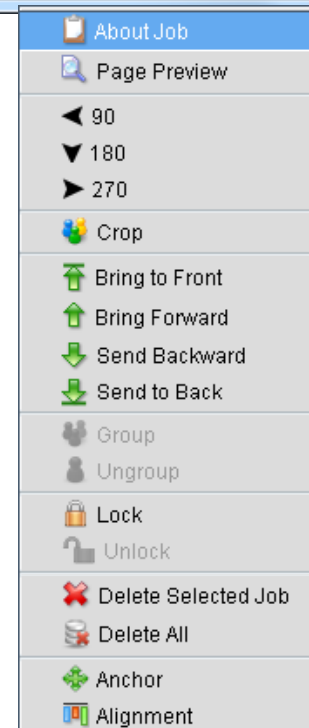 About Job
Page Preview
90
180
270
Crop
Bring to Front
Bring Forward
Send Backward
Send to Back
Group
Ungroup
Lock
Unlock
Delete Selected Job
Delete All
Anchor
Alignment